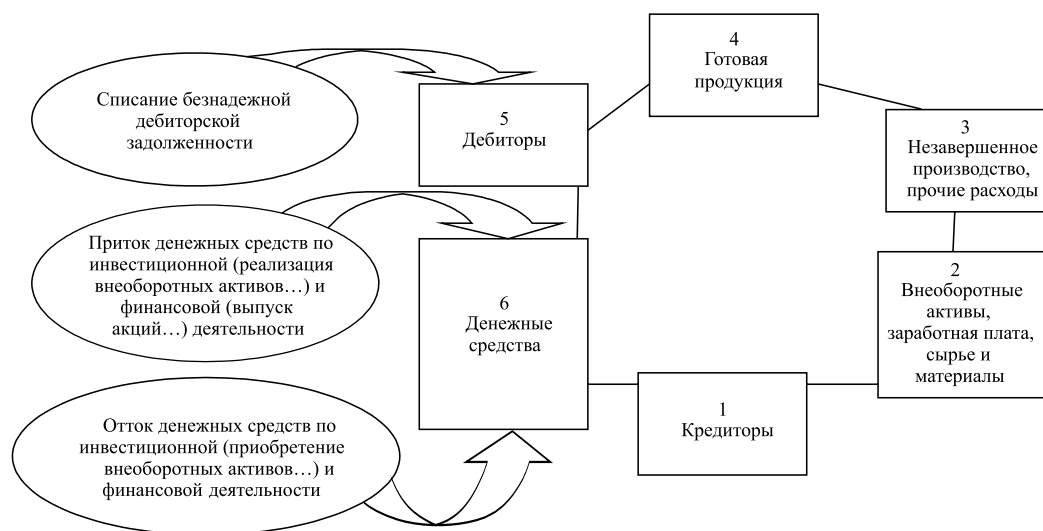 Списание безнадежной
дебиторской
задолженности
Приток денежных средств по
инвестиционной (реализация
внеоборотных активов…) и
финансовой (выпуск
акций…) деятельности
Отток денежных средств по
инвестиционной (приобретение
внеоборотных активов…) и
финансовой деятельности
5
Дебиторы
6
Денежные
средства
4
Готовая
продукция
3
Незавершенное
производство,
прочие расходы
2
Внеоборотные
активы,
заработная плата,
сырье и
материалы
1
Кредиторы